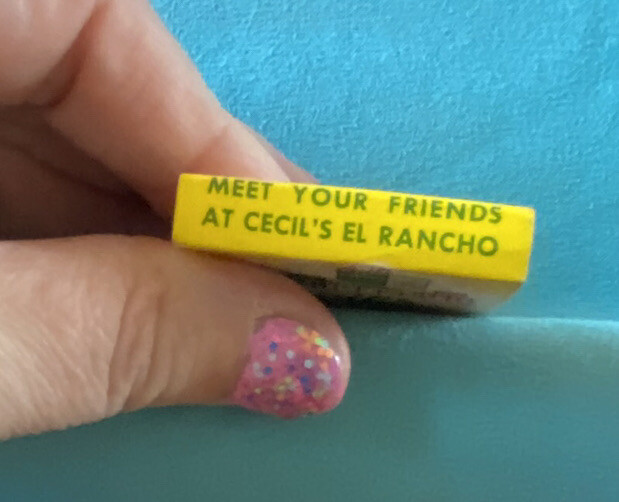 MEET YOUR FRIENDS
AT CECIL'S EL RANCHO